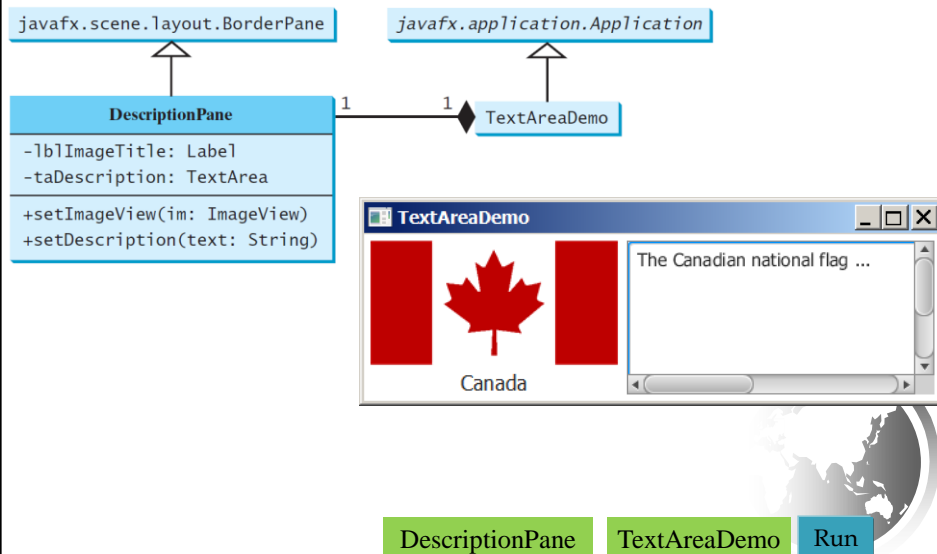 javafx.scene.layout.BorderPane
javafx.application.Application
DescriptionPane
-lblImageTitle: Label
-taDescription: TextArea
+setImageView(im: ImageView)
+setDescription(text: String)
1
1
TextAreaDemo
TextAreaDemo
The Canadian national flag ...
Canada
DescriptionPane
TextAreaDemo
Run